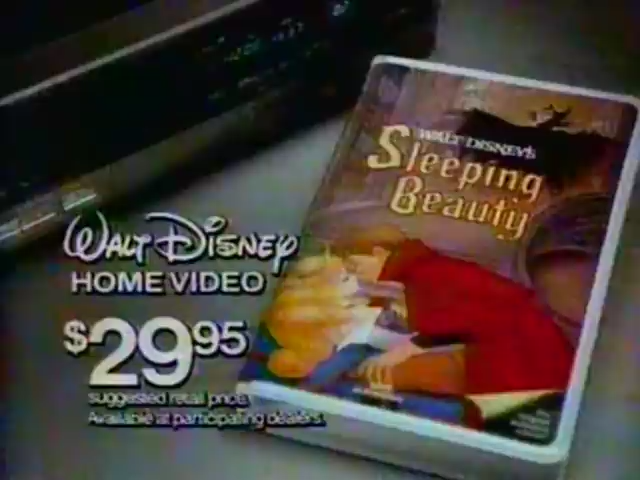 WALT DISNEY'S
Sleeping
Beauty
WALT DISNEY
HOME VIDEO
$29.95
suggested retail price.
Available at participating dealers.